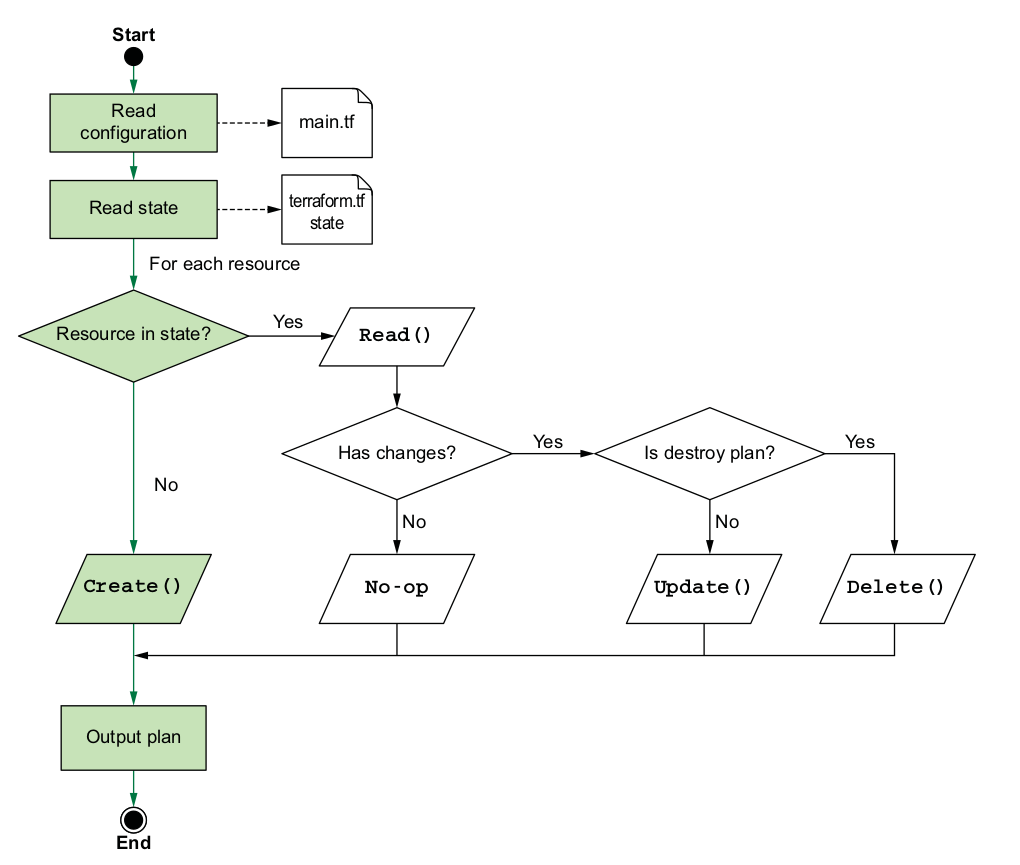 Start
Read
configuration
main.tf
Read state
terraform.tf
state
For each resource
Resource in state?
Yes
Read()
Has changes?
Yes
Is destroy plan?
Yes
No
No
No
Create()
No-op
Update()
Delete()
Output plan
End